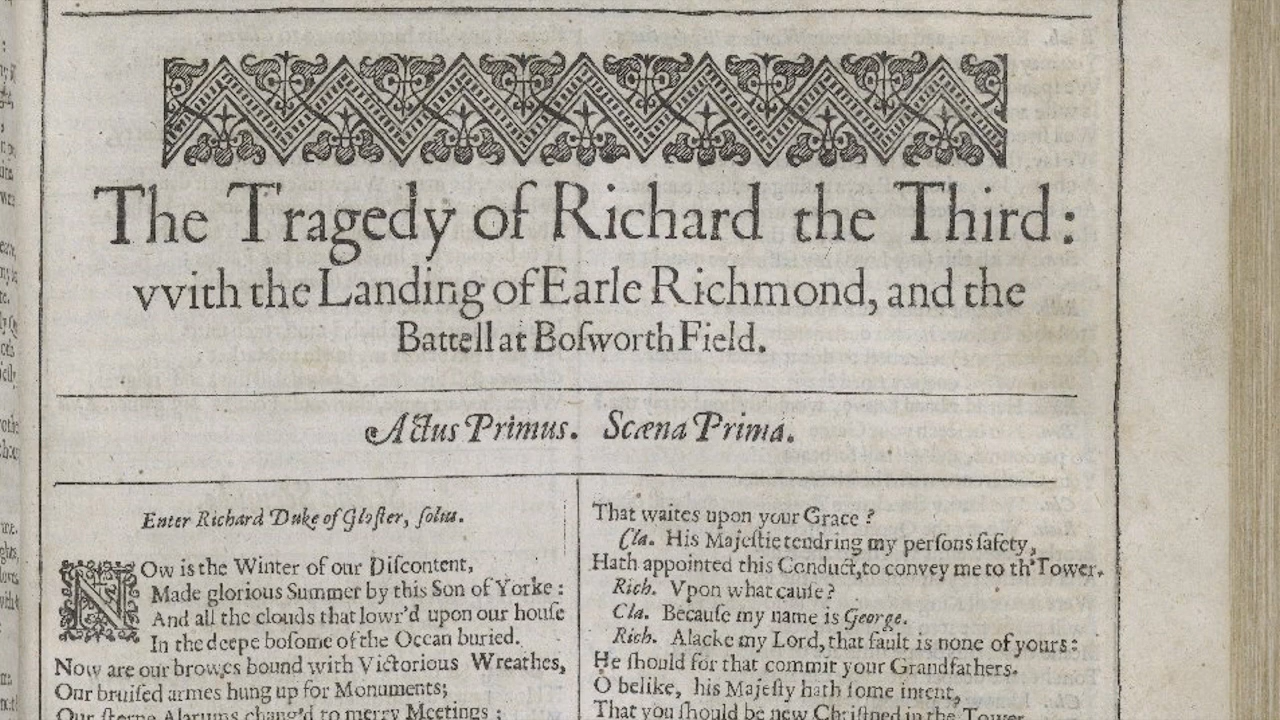 The Tragedy of Richard the Third:
vvith the Landing of Earle Richmond, and the
Battell at Boſworth Field.
Actus Primus. Scœna Prima.
Enter Richard Duke of Gloſter, ſolus.
NOw is the Winter of our Diſcontent,
Made glorious Summer by this Son of Yorke:
And all the clouds that lowr'd upon our houſe
In the deepe boſome of the Ocean buried.
Now are our browes bound with Victorious Wreathes,
Our bruiſed armes hung up for Monuments;
Our ſterne Alarums chang'd to merry Meetings;
That waites upon your Grace?
Cla. His Majeſtie tendring my perſons ſafety,
Hath appointed this Conduct, to convey me to th'Tower.
Rich. Vpon what cauſe?
Cla. Becauſe my name is George.
Rich. Alacke my Lord, that fault is none of yours:
He ſhould for that commit your Grandfathers.
O belike, his Majeſty hath ſome intent,
That you ſhould be new Chriſtned in the Tower